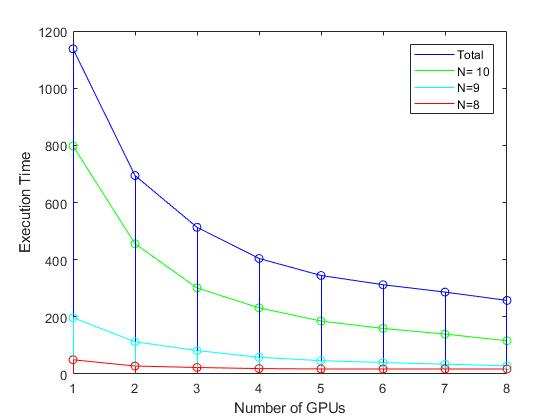 1200
1000
800
600
400
200
0
Execution Time
1 2 3 4 5 6 7 8
Number of GPUs
Total
N= 10
N=9
N=8